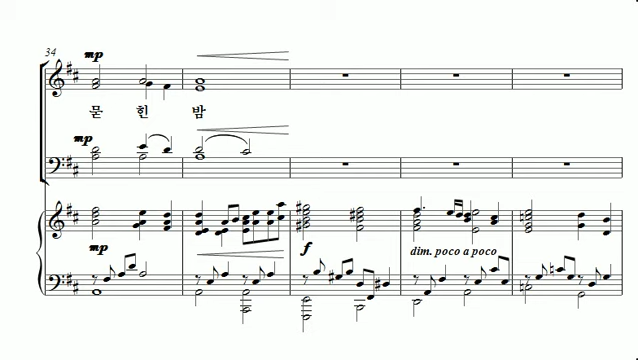 34
mp
묻 힌 밤
mp
mp
f
dim. poco a poco